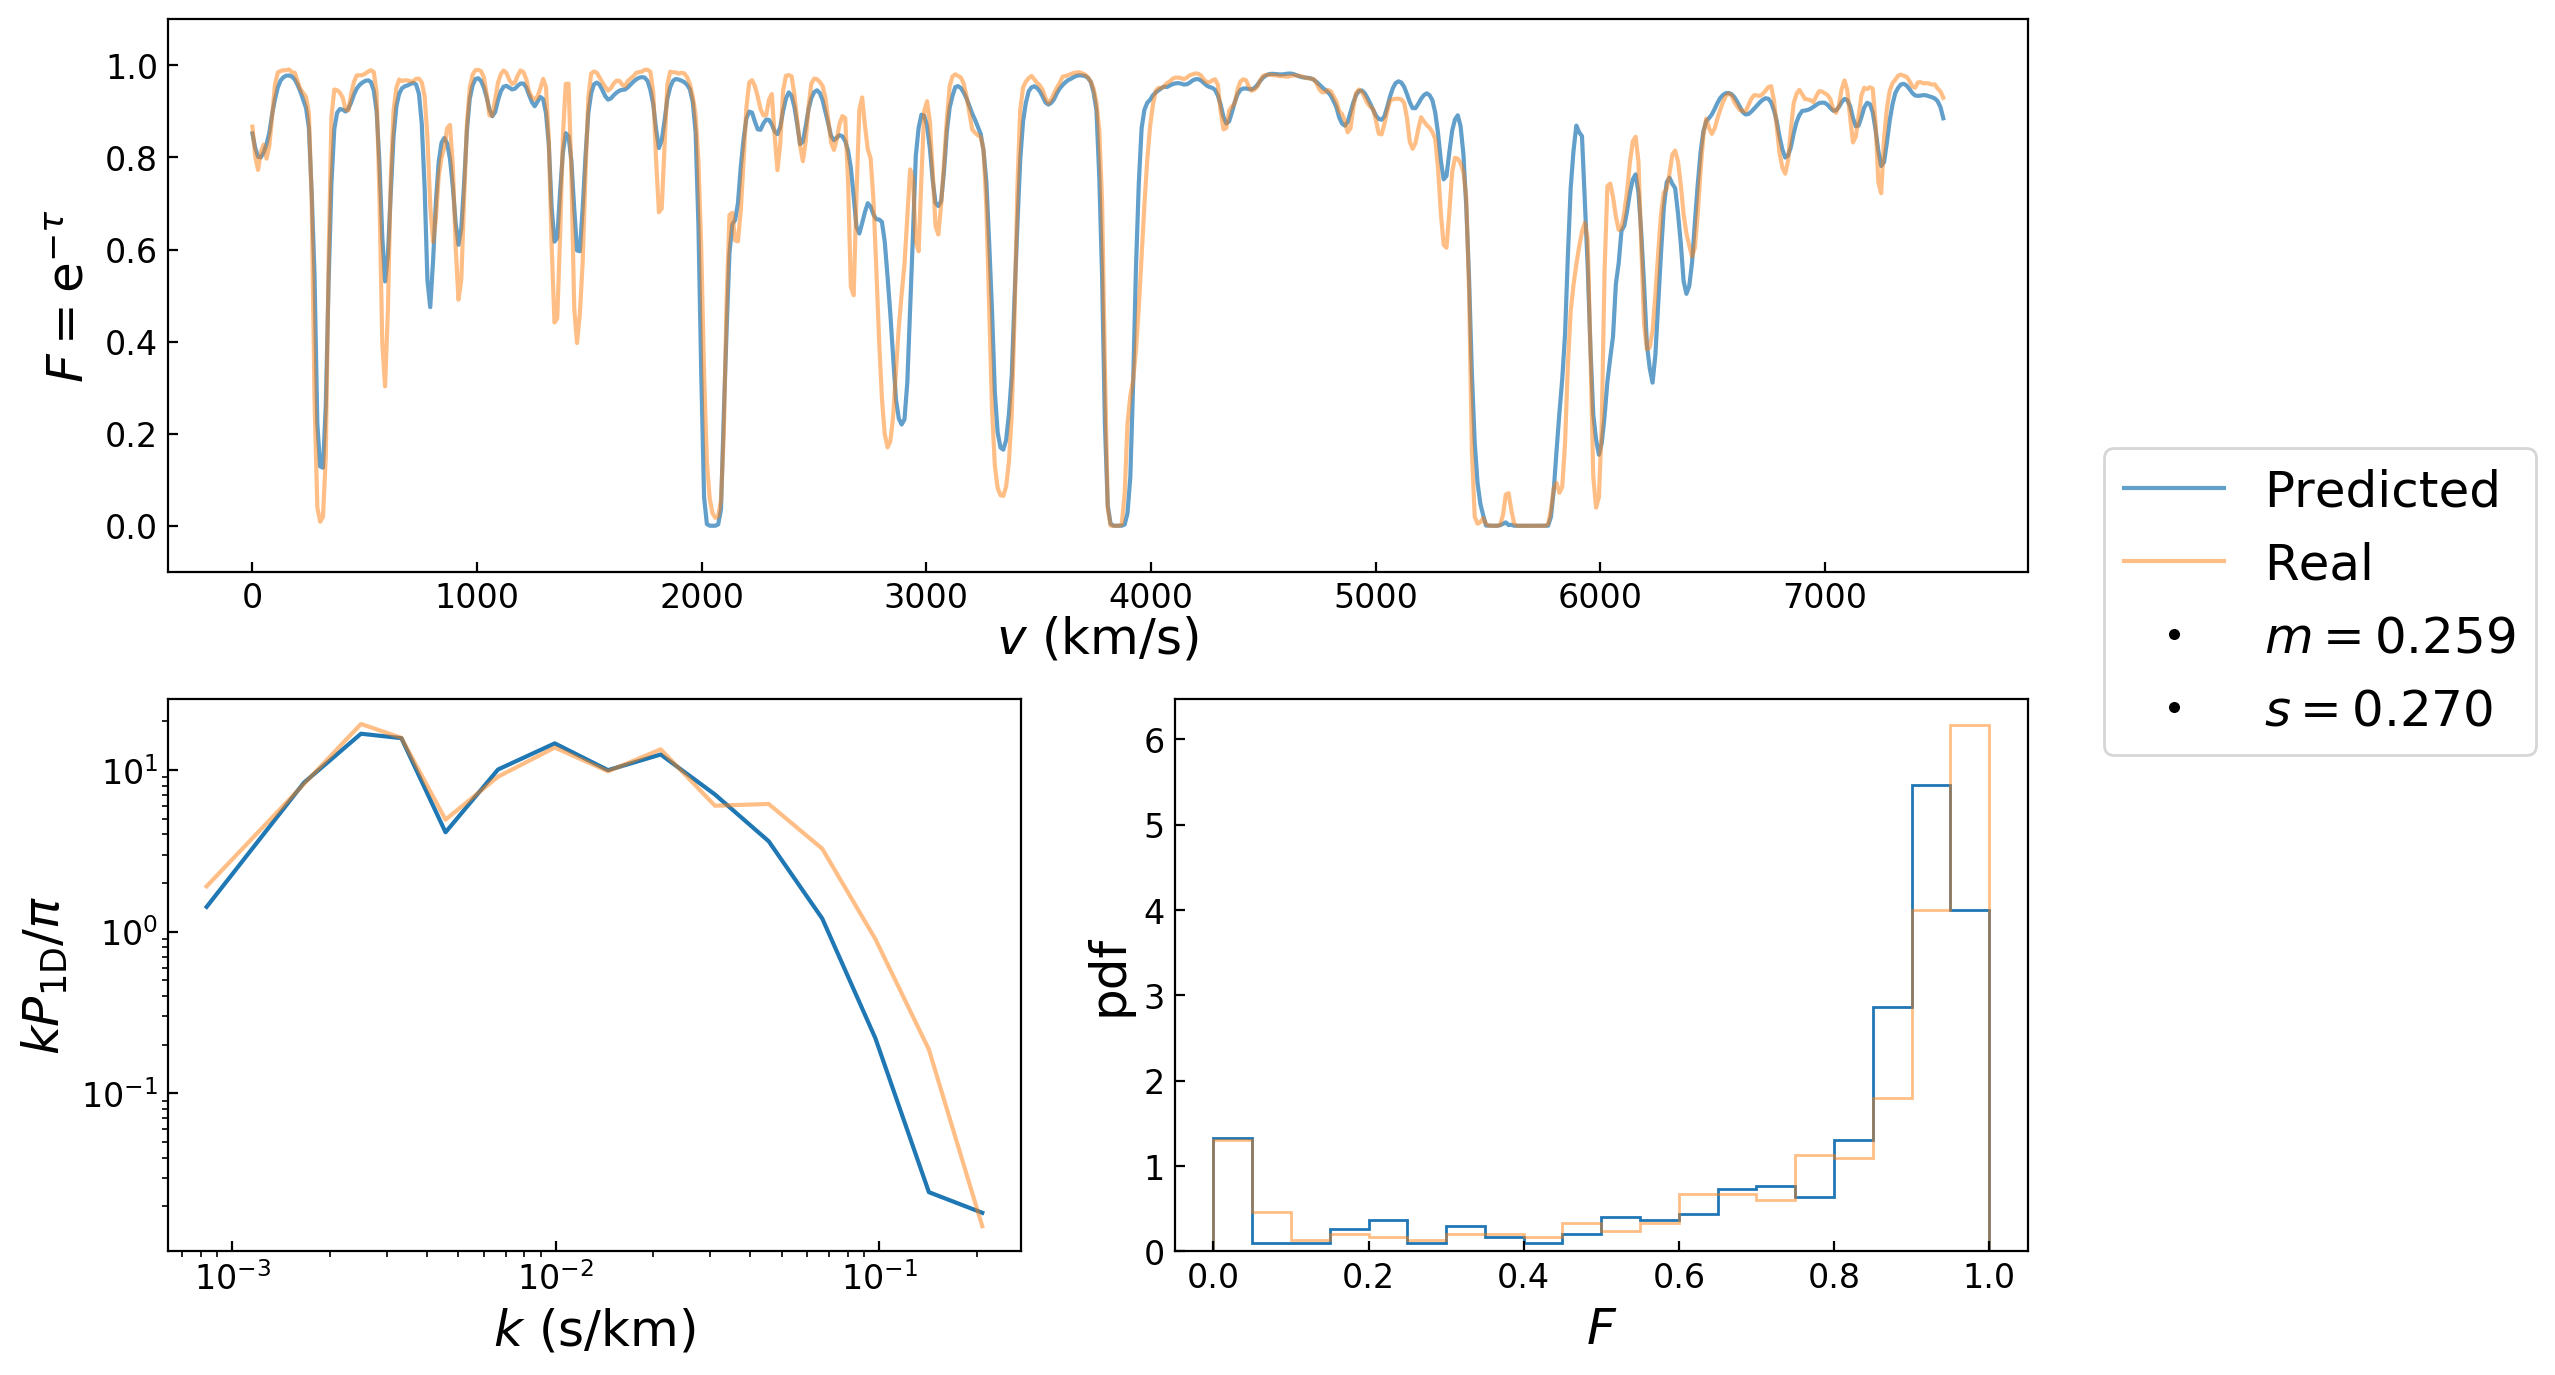 F = e^{−τ}
1.0
0.8
0.6
0.4
0.2
0.0
0 1000 2000 3000 4000 5000 6000 7000
v (km/s)
Predicted
Real
m = 0.259
s = 0.270
kP_{1D}/π
10^1
10^0
10^{−1}
10^{−3} 10^{−2} 10^{−1}
k (s/km)
pdf
6
5
4
3
2
1
0
0.0 0.2 0.4 0.6 0.8 1.0
F